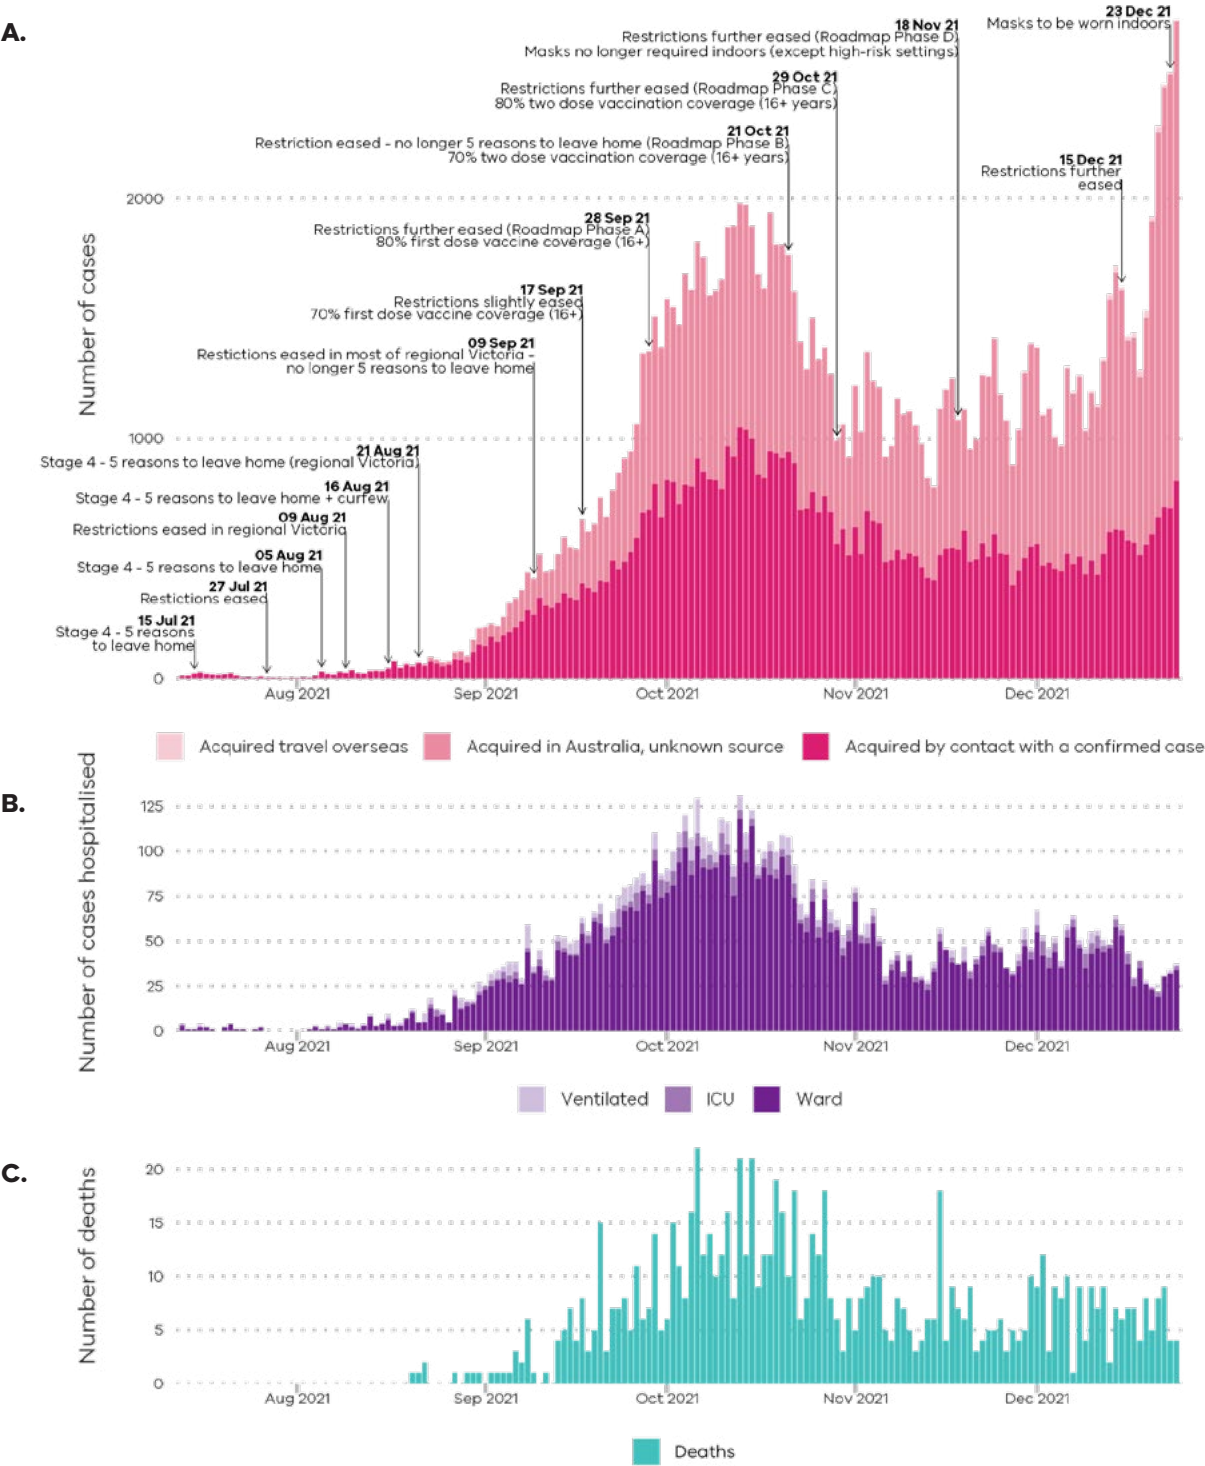 A.
23 Dec 21
Masks to be worn indoors
18 Nov 21
Restrictions further eased (Roadmap Phase D)
Masks no longer required indoors (except high-risk settings)
29 Oct 21
Restrictions further eased (Roadmap Phase C)
80% two dose vaccination coverage (16+ years)
21 Oct 21
Restriction eased - no longer 5 reasons to leave home (Roadmap Phase B)
70% two dose vaccination coverage (16+ years)
15 Dec 21
Restrictions further
eased
2000
28 Sep 21
Restrictions further eased (Roadmap Phase A)
80% first dose vaccine coverage (16+)
17 Sep 21
Restrictions slightly eased
70% first dose vaccine coverage (16+)
09 Sep 21
Restictions eased in most of regional Victoria -
no longer 5 reasons to leave home
Number of cases
1000
21 Aug 21
Stage 4 - 5 reasons to leave home (regional Victoria)
16 Aug 21
Stage 4 - 5 reasons to leave home + curfew
09 Aug 21
Restrictions eased in regional Victoria
05 Aug 21
Stage 4 - 5 reasons to leave home
27 Jul 21
Restictions eased
15 Jul 21
Stage 4 - 5 reasons
to leave home
0
Aug 2021 Sep 2021 Oct 2021 Nov 2021 Dec 2021
Acquired travel overseas Acquired in Australia, unknown source Acquired by contact with a confirmed case
B.
Number of cases hospitalised
125
100
75
50
25
0
Aug 2021 Sep 2021 Oct 2021 Nov 2021 Dec 2021
Ventilated ICU Ward
C.
Number of deaths
20
15
10
5
0
Aug 2021 Sep 2021 Oct 2021 Nov 2021 Dec 2021
Deaths